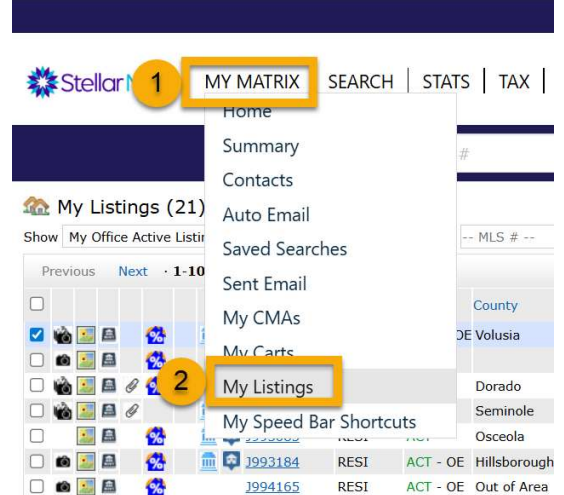 Stellar
1
MY MATRIX SEARCH | STATS | TAX |
Home
Summary
#
Contacts
My Listings (21)
Auto Email
Show My Office Active Listin
-- MLS # --
Saved Searches
Previous Next · 1-10
Sent Email
County
My CMAs
OE Volusia
My Carts
2
My Listings
Dorado
Seminole
My Speed Bar Shortcuts
RESI Osceola
J993184 RESI ACT - OE Hillsborough
J994165 RESI ACT - OE Out of Area